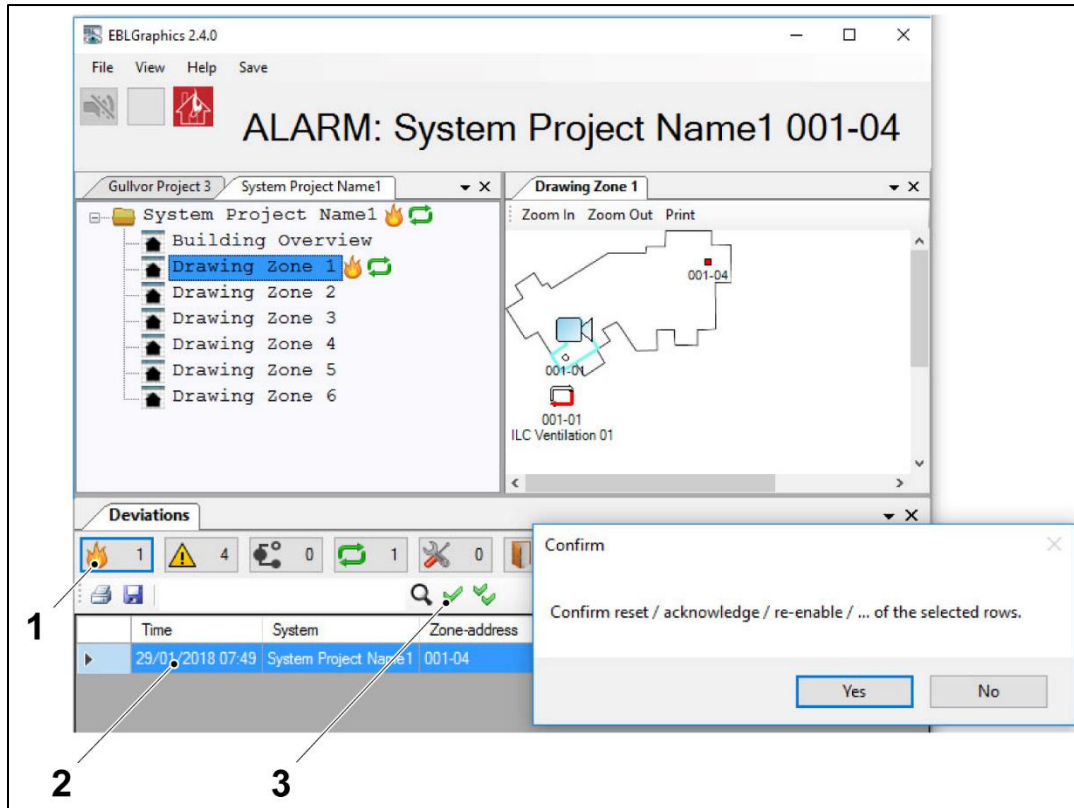 EBLGraphics 2.4.0
File View Help Save
ALARM: System Project Name1 001-04
Gullvor Project 3 System Project Name1
System Project Name1
Building Overview
Drawing Zone 1
Drawing Zone 2
Drawing Zone 3
Drawing Zone 4
Drawing Zone 5
Drawing Zone 6
Drawing Zone 1
Zoom In Zoom Out Print
001-04
001-01
001-01
ILC Ventilation 01
Deviations
1 4 0 1 0
Time System Zone-address
29/01/2018 07:49 System Project Name1 001-04
Confirm
Confirm reset / acknowledge / re-enable / ... of the selected rows.
Yes No
1
2 3